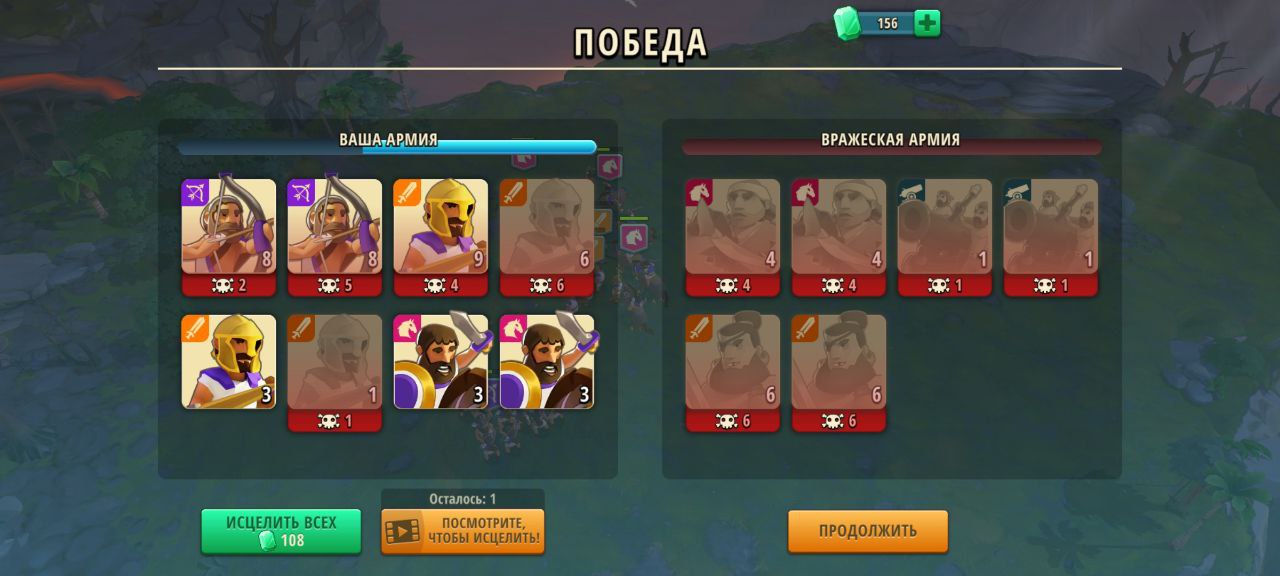 156
ПОБЕДА
ВАША АРМИЯ
ВРАЖЕСКАЯ АРМИЯ
8 8 9 6
2 5 4 6
4 4 1 1
4 4 1 1
3 1 3 3
1
6 6
6 6
Осталось: 1
ИСЦЕЛИТЬ ВСЕХ
108
ПОСМОТРИТЕ,
ЧТОБЫ ИСЦЕЛИТЬ!
ПРОДОЛЖИТЬ